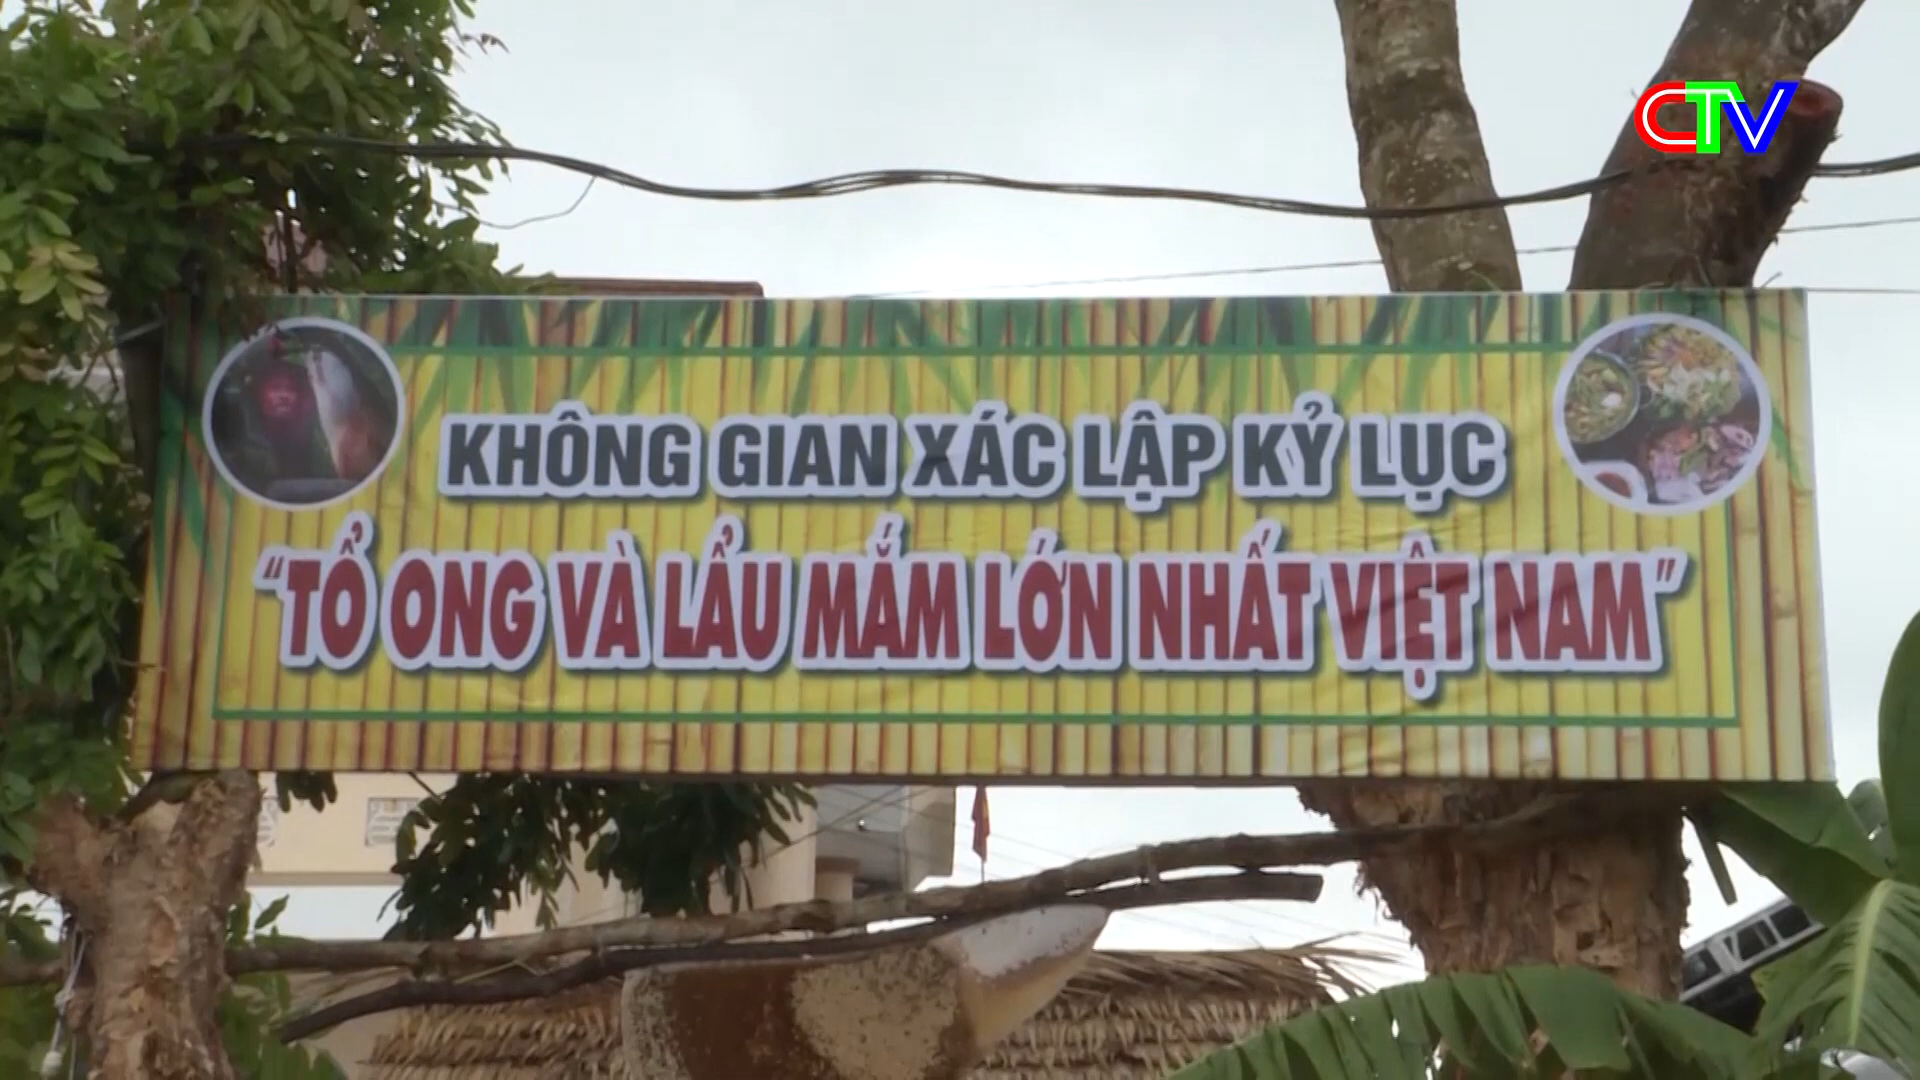 CTV
KHÔNG GIAN XÁC LẬP KỶ LỤC
"TỔ ONG VÀ LẨU MẮM LỚN NHẤT VIỆT NAM"